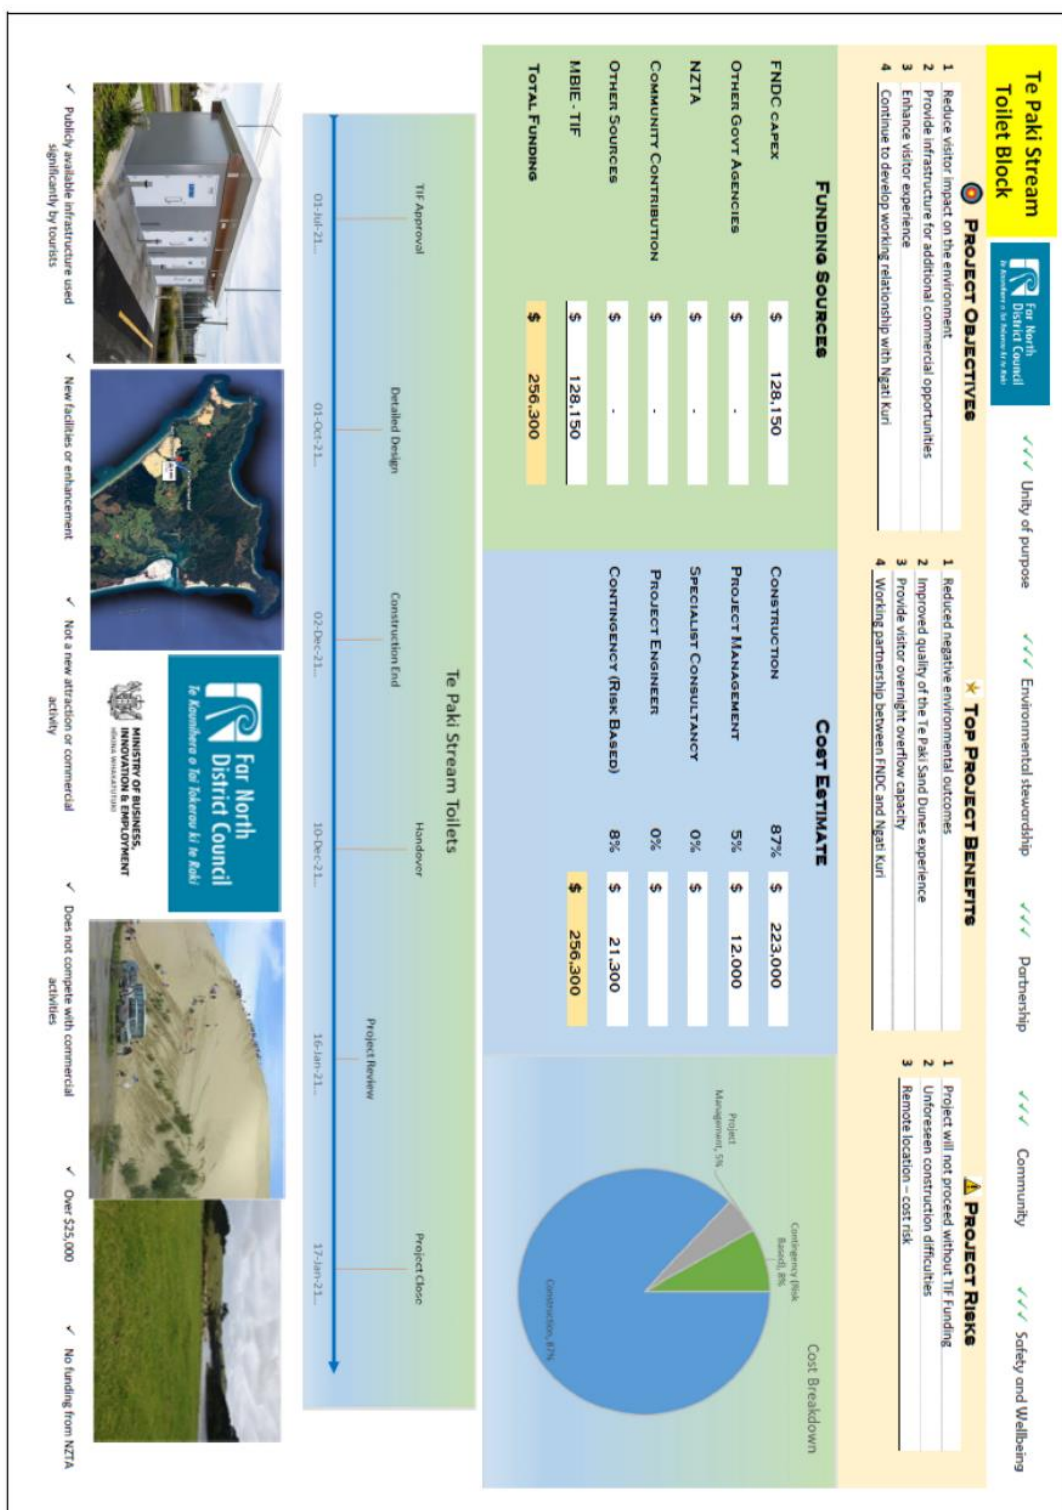 Te Paki Stream
Toilet Block
Far North
District Council
Te Kaunihera o Tai Tokerau ki te Raki
✓✓✓ Unity of purpose
✓✓✓ Environmental stewardship
✓✓✓ Partnership
✓✓✓ Community
✓✓✓ Safety and Wellbeing
PROJECT OBJECTIVES
1 Reduce visitor impact on the environment
2 Provide infrastructure for additional commercial opportunities
3 Enhance visitor experience
4 Continue to develop working relationship with Ngati Kuri
TOP PROJECT BENEFITS
1 Reduced negative environmental outcomes
2 Improved quality of the Te Paki Sand Dunes experience
3 Provide visitor overnight overflow capacity
4 Working partnership between FNDC and Ngati Kuri
PROJECT RISKS
1 Project will not proceed without TIF Funding
2 Unforeseen construction difficulties
3 Remote location – cost risk
FUNDING SOURCES
FNDC CAPEX $ 128,150
OTHER GOVT AGENCIES $ -
NZTA $ -
COMMUNITY CONTRIBUTION $ -
OTHER SOURCES $ -
MBIE - TIF $ 128,150
TOTAL FUNDING $ 256,300
COST ESTIMATE
CONSTRUCTION 87% $ 223,000
PROJECT MANAGEMENT 5% $ 12,000
SPECIALIST CONSULTANCY 0% $
PROJECT ENGINEER 0% $
CONTINGENCY (RISK BASED) 8% $ 21,300
$ 256,300
Cost Breakdown
Contingency (Risk
Based), 8%
Project
Management, 5%
Construction, 87%
Te Paki Stream Toilets
TIF Approval
01-Jul-21...
Detailed Design
01-Oct-21...
Construction End
02-Dec-21...
Handover
10-Dec-21...
Project Review
16-Jan-21...
Project Close
17-Jan-21...
Far North
District Council
Te Kaunihera o Tai Tokerau ki te Raki
MINISTRY OF BUSINESS,
INNOVATION & EMPLOYMENT
HĪKINA WHAKATUTUKI
✓ Publicly available infrastructure used
significantly by tourists
✓ New facilities or enhancement
✓ Not a new attraction or commercial
activity
✓ Does not compete with commercial
activities
✓ Over $25,000
✓ No funding from NZTA